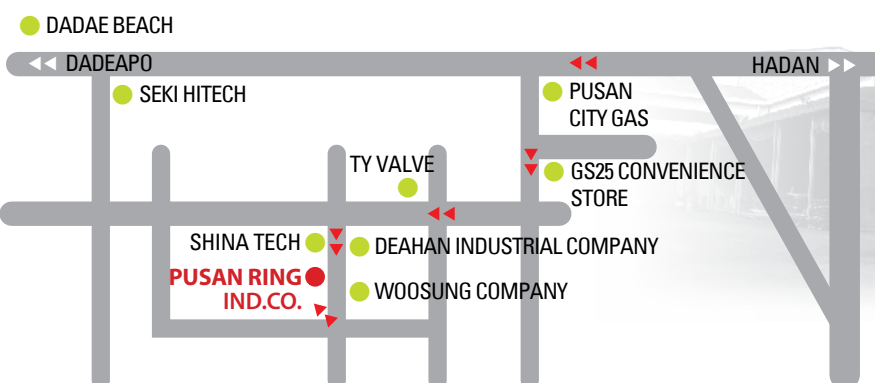 DADAE BEACH
DADEAPO
HADAN
SEKI HITECH
PUSAN
CITY GAS
TY VALVE
GS25 CONVENIENCE
STORE
SHINA TECH
DEAHAN INDUSTRIAL COMPANY
PUSAN RING
IND.CO.
WOOSUNG COMPANY